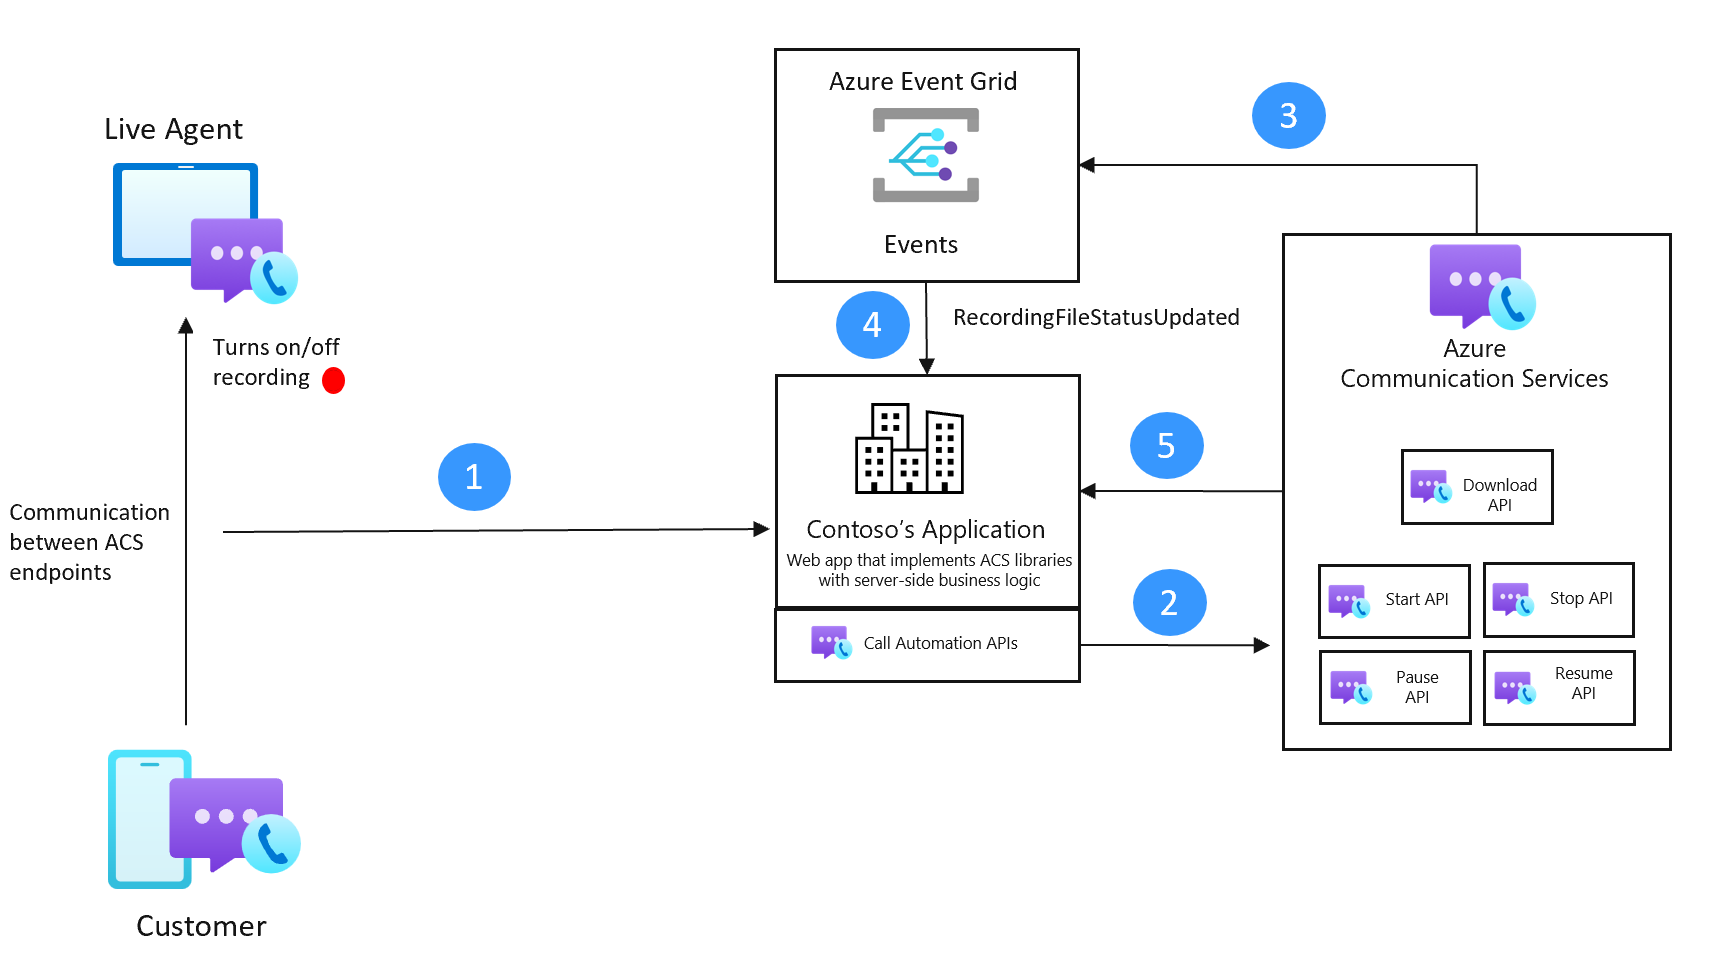 Live Agent
Turns on/off
recording
Communication
between ACS
endpoints
Customer
1
Azure Event Grid
Events
4
RecordingFileStatusUpdated
Contoso's Application
Web app that implements ACS libraries
with server-side business logic
Call Automation APIs
3
5
2
Azure
Communication Services
Download
API
Start API
Stop API
Pause
API
Resume
API